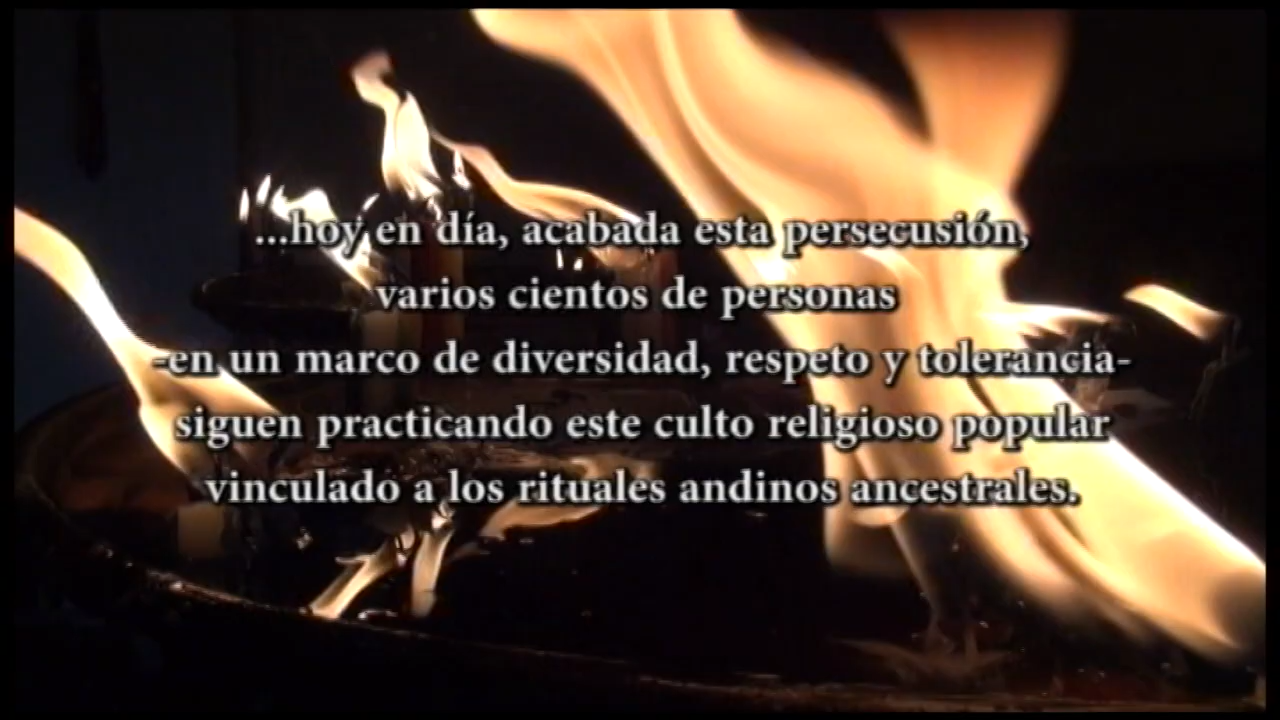 ...hoy en día, acabada esta persecusión,
varios cientos de personas
-en un marco de diversidad, respeto y tolerancia-
siguen practicando este culto religioso popular
vinculado a los rituales andinos ancestrales.